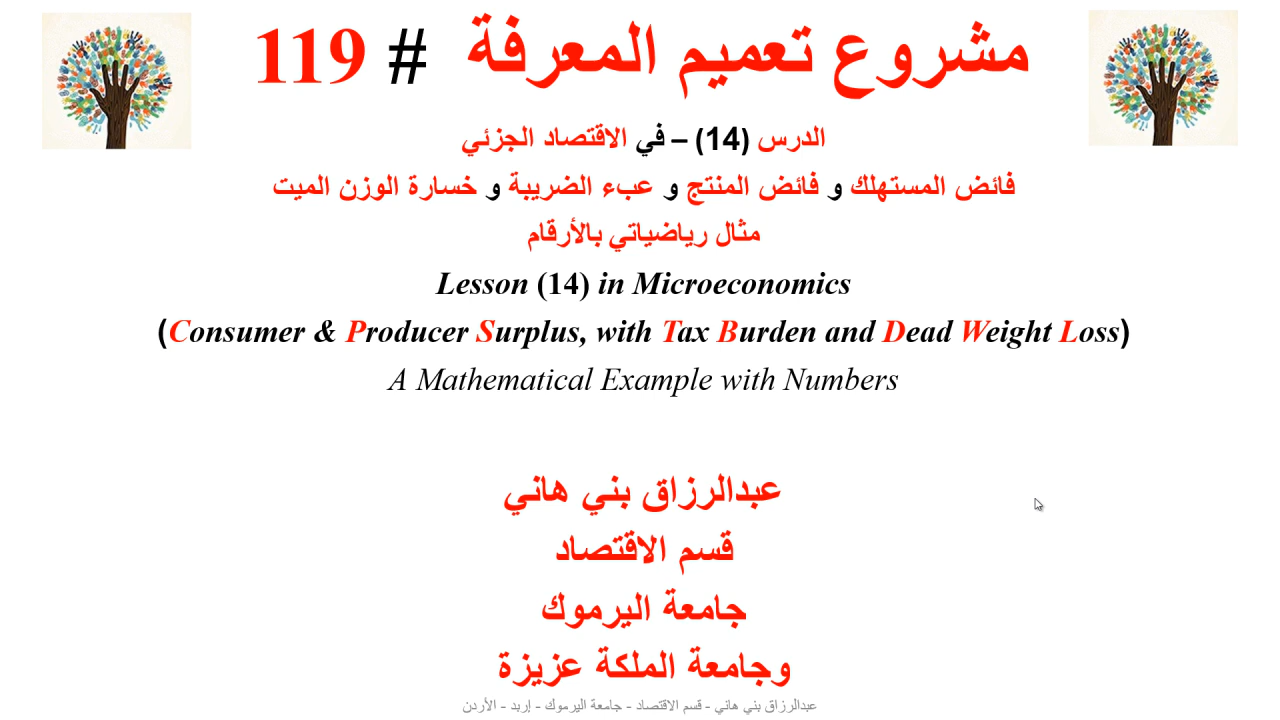 مشروع تعميم المعرفة # 119
الدرس (14) – في الاقتصاد الجزئي
فائض المستهلك و فائض المنتج و عبء الضريبة و خسارة الوزن الميت
مثال رياضياتي بالأرقام
Lesson (14) in Microeconomics
(Consumer & Producer Surplus, with Tax Burden and Dead Weight Loss)
A Mathematical Example with Numbers
عبدالرزاق بني هاني
قسم الاقتصاد
جامعة اليرموك
وجامعة الملكة عزيزة
عبدالرزاق بني هاني - قسم الاقتصاد - جامعة اليرموك - إربد - الأردن